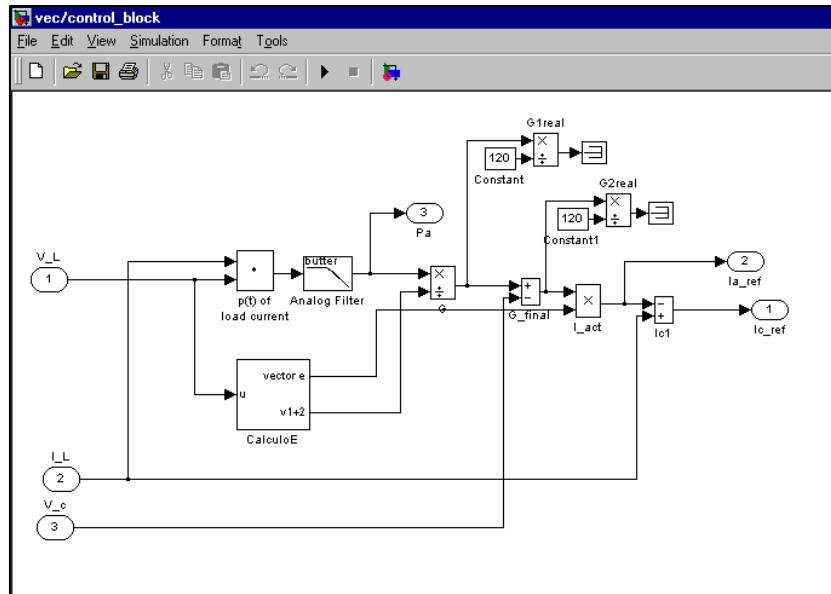 vec/control_block
File Edit View Simulation Format Tools
G1real
×
÷
120
Constant
G2real
×
÷
120
Constant1
3
Pa
V_L
1
p(t) of
load current
butter
Analog Filter
×
÷
G
+
−
G_final
×
I_act
−
+
Ic1
2
Ia_ref
1
Ic_ref
vector e
u
v1+2
CalculoE
I_L
2
V_c
3